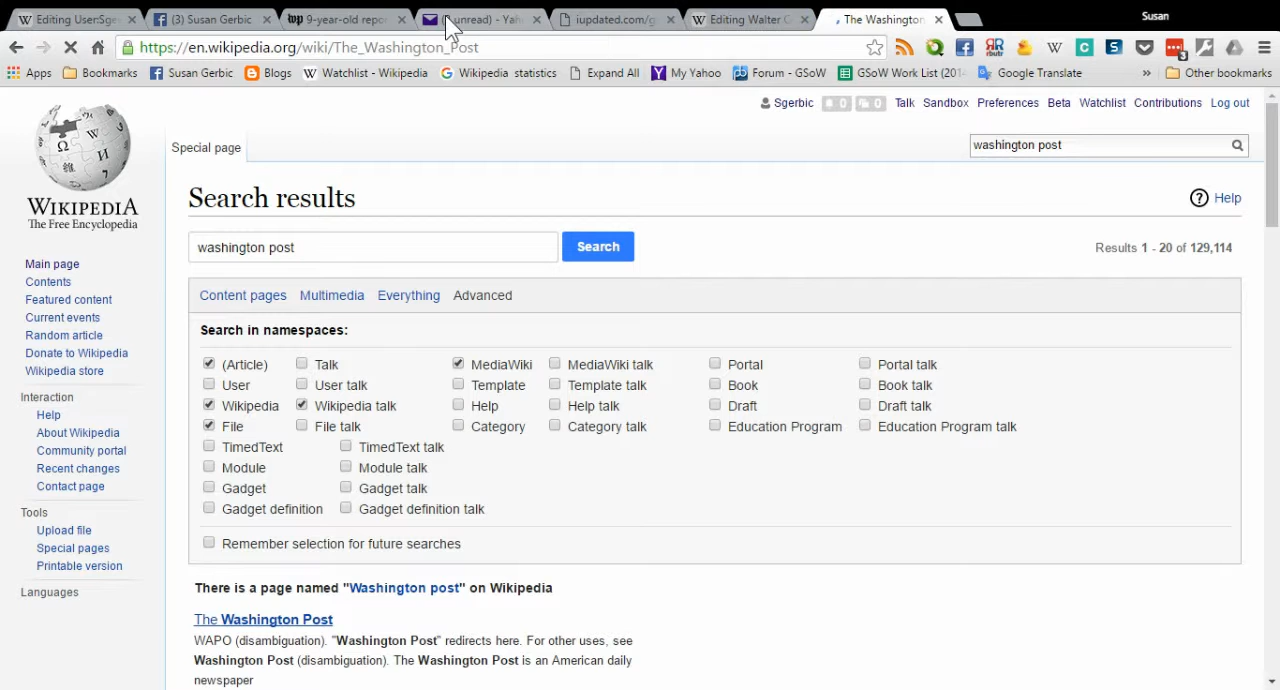 Editing User:Sge (3) Susan Gerbic 9-year-old repo unread) - Yah iupdated.com/g Editing Walter C The Washington Susan
https://en.wikipedia.org/wiki/The_Washington_Post
Apps Bookmarks Susan Gerbic Blogs Watchlist - Wikipedia Wikipedia statistics Expand All My Yahoo Forum - GSoW GSoW Work List (201 Google Translate » Other bookmarks
Sgerbic 0 0 Talk Sandbox Preferences Beta Watchlist Contributions Log out
Special page washington post
WIKIPEDIA
The Free Encyclopedia
Search results Help
washington post Search Results 1 - 20 of 129,114
Main page
Contents
Featured content
Current events
Random article
Donate to Wikipedia
Wikipedia store
Interaction
Help
About Wikipedia
Community portal
Recent changes
Contact page
Tools
Upload file
Special pages
Printable version
Languages
Content pages Multimedia Everything Advanced
Search in namespaces:
(Article) Talk MediaWiki MediaWiki talk Portal Portal talk
User User talk Template Template talk Book Book talk
Wikipedia Wikipedia talk Help Help talk Draft Draft talk
File File talk Category Category talk Education Program Education Program talk
TimedText TimedText talk
Module Module talk
Gadget Gadget talk
Gadget definition Gadget definition talk
Remember selection for future searches
There is a page named "Washington post" on Wikipedia
The Washington Post
WAPO (disambiguation). "Washington Post" redirects here. For other uses, see
Washington Post (disambiguation). The Washington Post is an American daily
newspaper